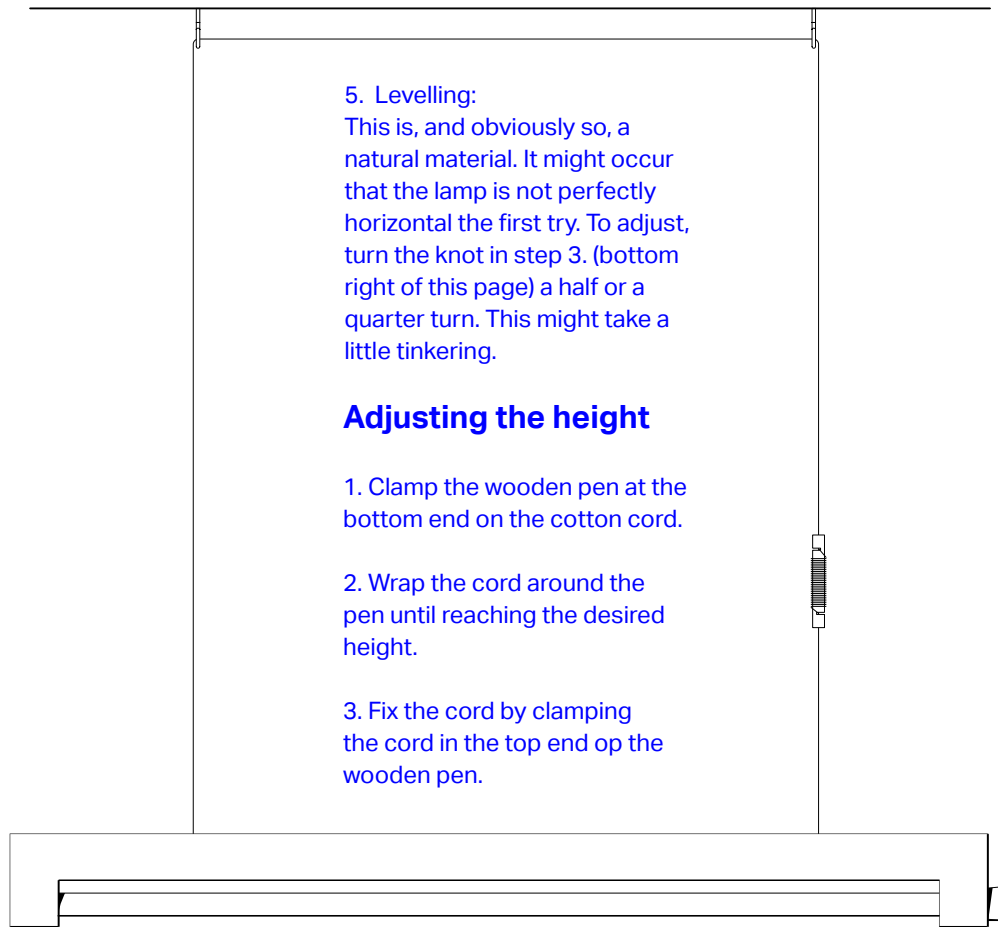 5. Levelling:
This is, and obviously so, a
natural material. It might occur
that the lamp is not perfectly
horizontal the first try. To adjust,
turn the knot in step 3. (bottom
right of this page) a half or a
quarter turn. This might take a
little tinkering.
Adjusting the height
1. Clamp the wooden pen at the
bottom end on the cotton cord.
2. Wrap the cord around the
pen until reaching the desired
height.
3. Fix the cord by clamping
the cord in the top end op the
wooden pen.